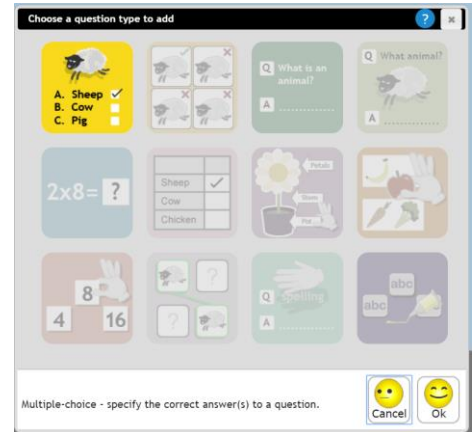 Choose a question type to add
?
x
A. Sheep
B. Cow
C. Pig
Q What is an animal?
A
Q What animal?
A
2x8= ?
Sheep
Cow
Chicken
Petals
Stem
Pot
8
4 16
?
?
Q spelling
A
abc
abc
Multiple-choice - specify the correct answer(s) to a question.
Cancel
Ok